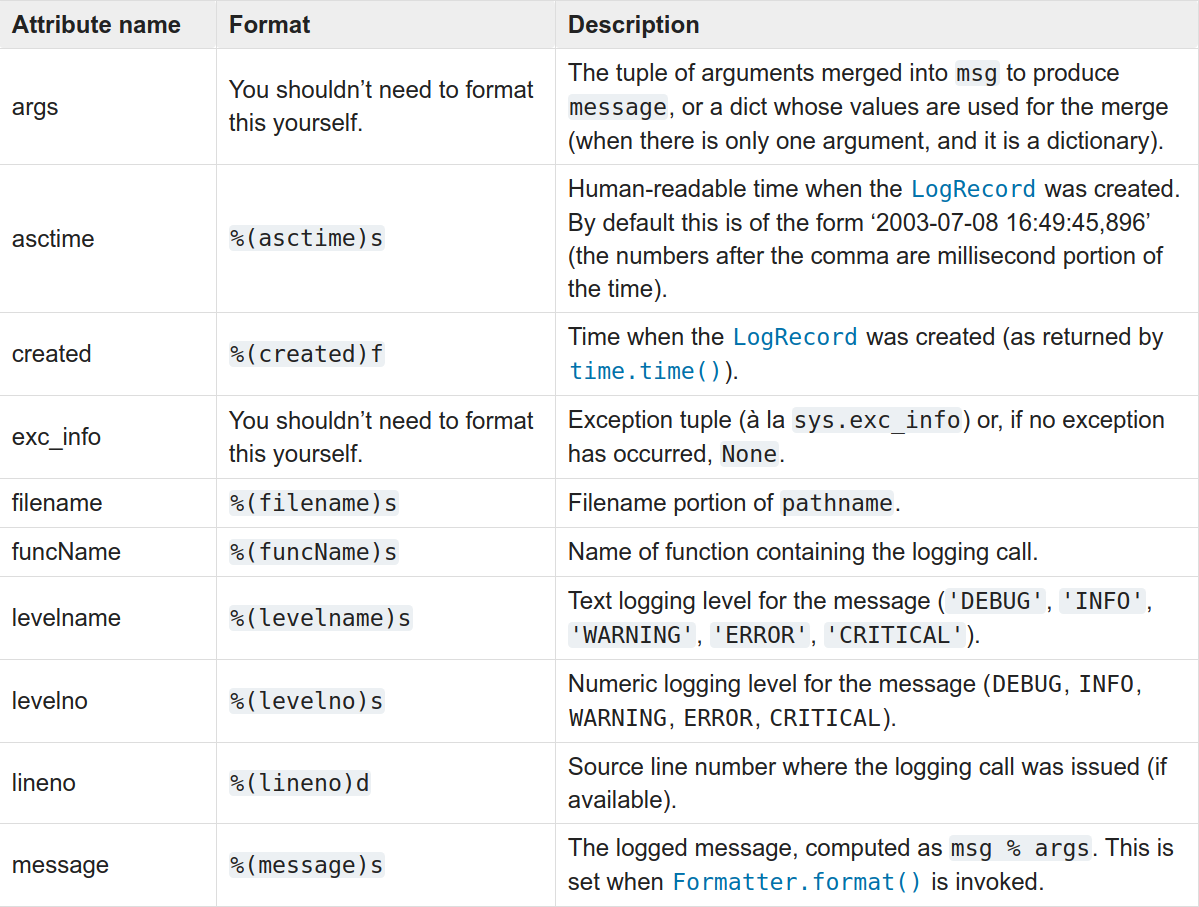 Attribute name Format Description
args
You shouldn’t need to format
this yourself.
The tuple of arguments merged into msg to produce
message, or a dict whose values are used for the merge
(when there is only one argument, and it is a dictionary).
asctime
%(asctime)s
Human-readable time when the LogRecord was created.
By default this is of the form ‘2003-07-08 16:49:45,896’
(the numbers after the comma are millisecond portion of
the time).
created
%(created)f
Time when the LogRecord was created (as returned by
time.time()).
exc_info
You shouldn’t need to format
this yourself.
Exception tuple (à la sys.exc_info) or, if no exception
has occurred, None.
filename %(filename)s Filename portion of pathname.
funcName %(funcName)s Name of function containing the logging call.
levelname
%(levelname)s
Text logging level for the message ('DEBUG', 'INFO',
'WARNING', 'ERROR', 'CRITICAL').
levelno
%(levelno)s
Numeric logging level for the message (DEBUG, INFO,
WARNING, ERROR, CRITICAL).
lineno
%(lineno)d
Source line number where the logging call was issued (if
available).
message
%(message)s
The logged message, computed as msg % args. This is
set when Formatter.format() is invoked.